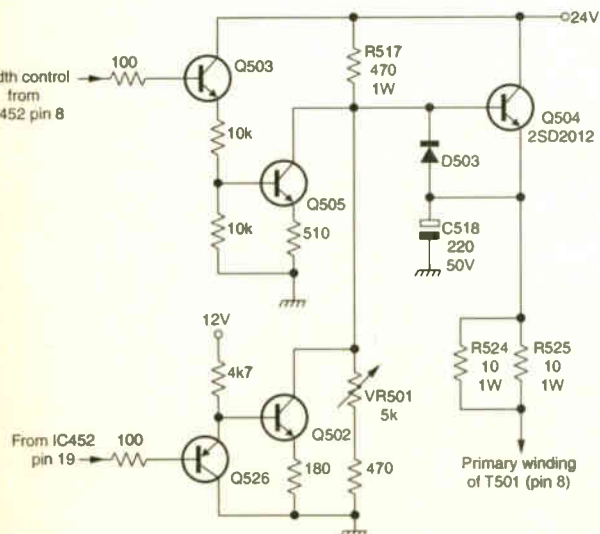 24V
100
Q503
R517
470
1W
control
from
452 pin 8
Q504
2SD2012
10k
D503
Q505
10k
510
C518
220
50V
12V
R524
10
1W
R525
10
1W
4k7
VR501
5k
Q502
From IC452
pin 19
100
Q526
180
470
Primary winding
of T501 (pin 8)